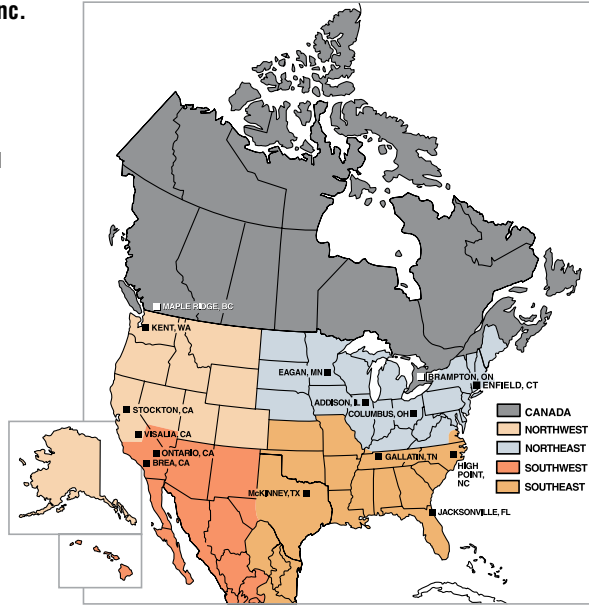 nc.
MAPLE RIDGE, BC
KENT, WA
EAGAN, MN
BRAMPTON, ON
ENFIELD, CT
ADDISON, IL
COLUMBUS, OH
STOCKTON, CA
VISALIA, CA
ONTARIO, CA
BREA, CA
GALLATIN, TN
HIGH
POINT,
NC
McKINNEY, TX
JACKSONVILLE, FL
CANADA
NORTHWEST
NORTHEAST
SOUTHWEST
SOUTHEAST